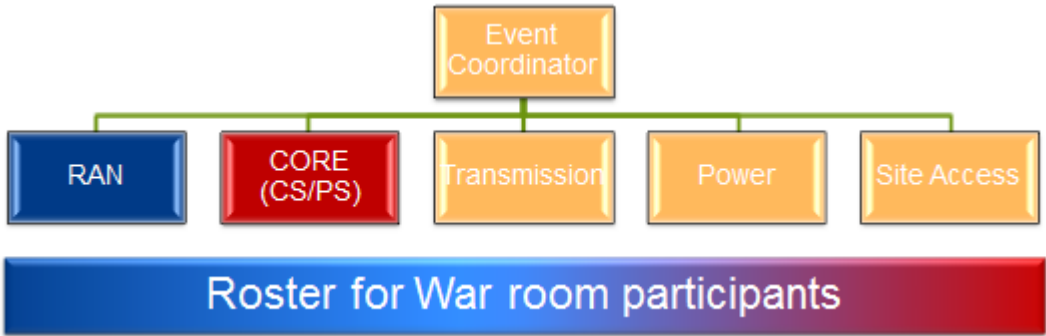 Event
Coordinator
RAN
CORE
(CS/PS)
Transmission
Power
Site Access
Roster for War room participants